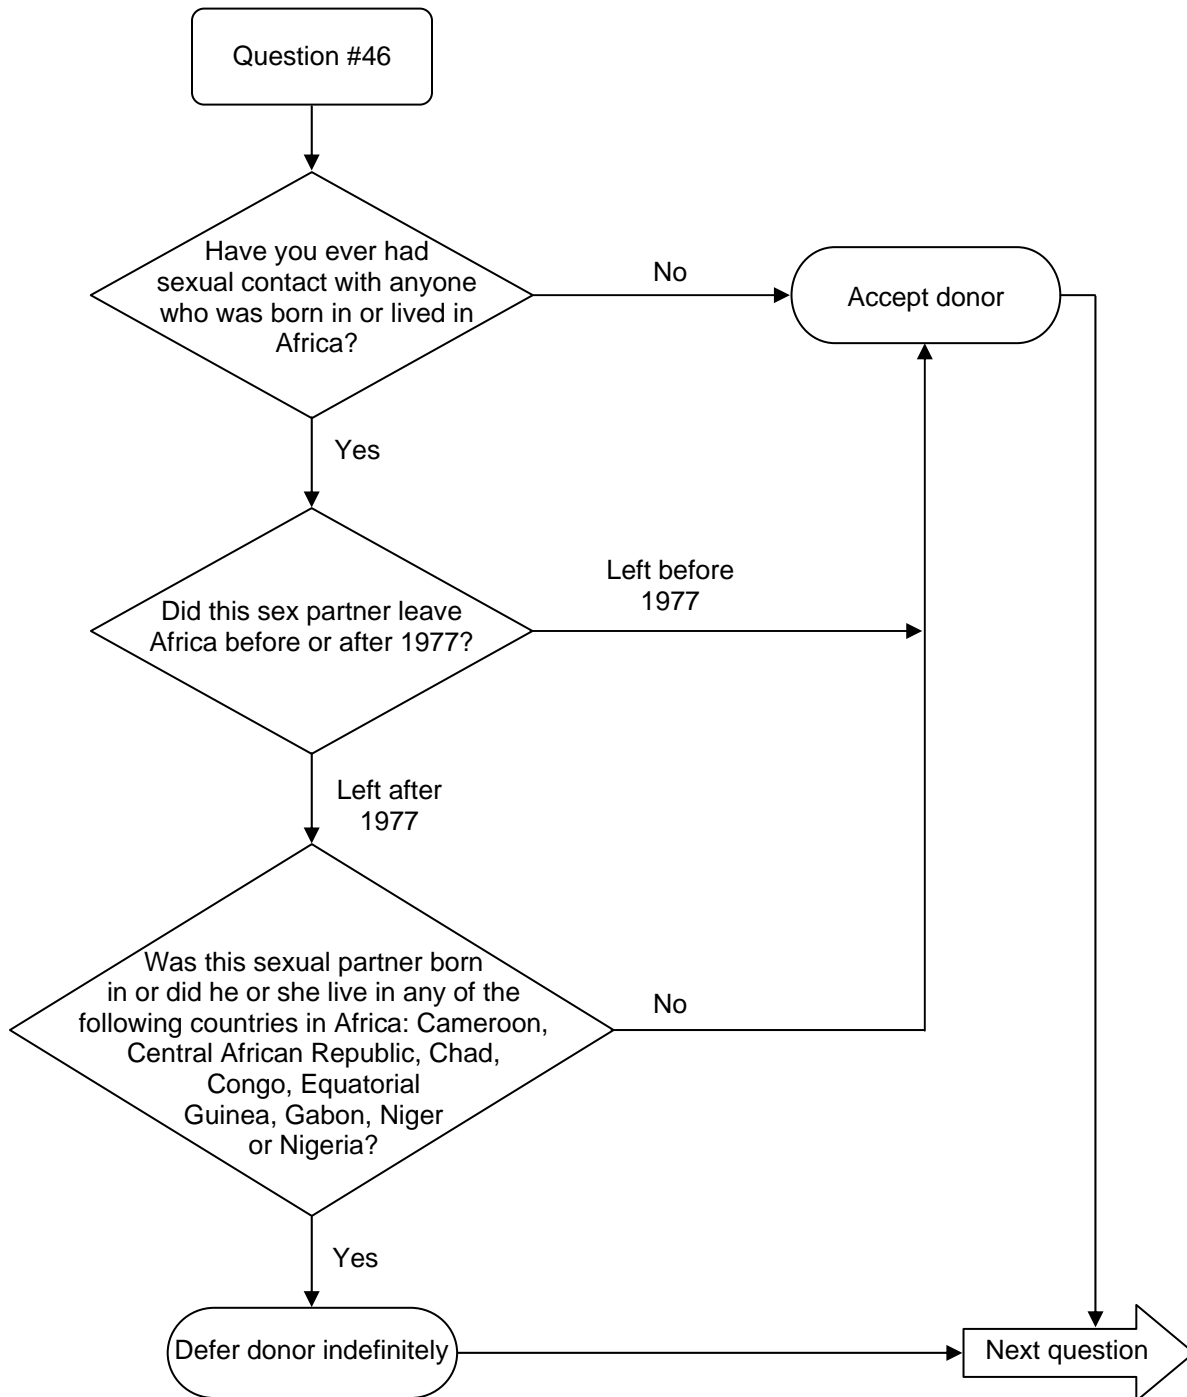 Question #46
Have you ever had
sexual contact with anyone
who was born in or lived in
Africa?
No
Accept donor
Yes
Did this sex partner leave
Africa before or after 1977?
Left before
1977
Left after
1977
Was this sexual partner born
in or did he or she live in any of the
following countries in Africa: Cameroon,
Central African Republic, Chad,
Congo, Equatorial
Guinea, Gabon, Niger
or Nigeria?
No
Yes
Defer donor indefinitely
Next question